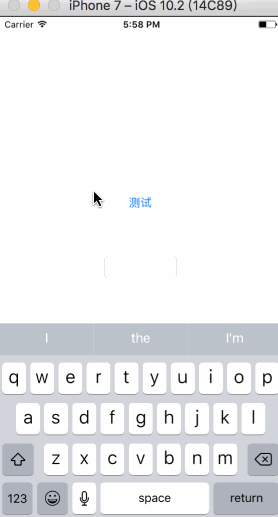 iPhone 7 – iOS 10.2 (14C89)
Carrier 5:58 PM
测试
I the I'm
q w e r t y u i o p
a s d f g h j k l
z x c v b n m
123 space return